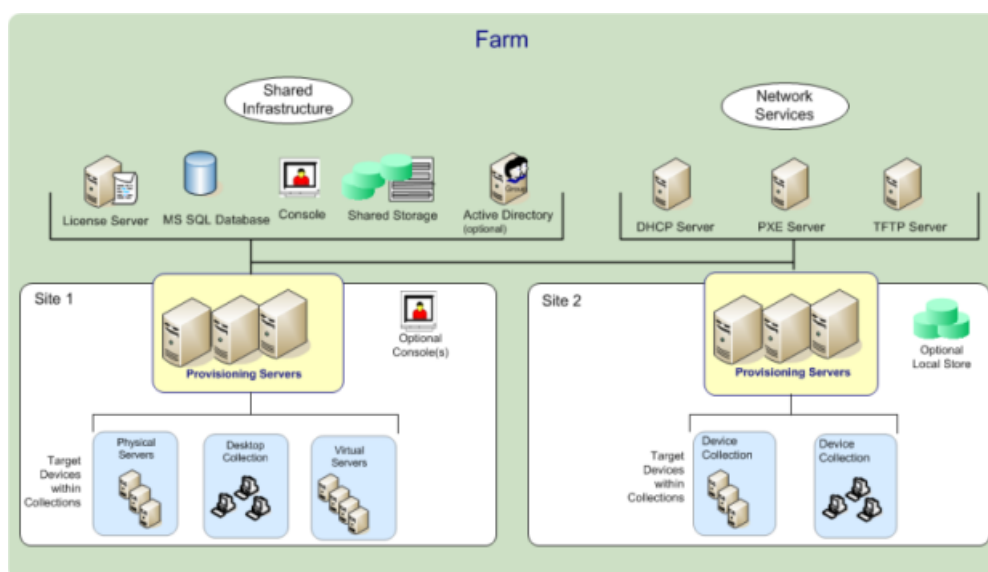 Farm
Shared
Infrastructure
Network
Services
License Server
MS SQL Database
Console
Shared Storage
Group
Active Directory
(optional)
DHCP Server
PXE Server
TFTP Server
Site 1
Provisioning Servers
Optional
Console(s)
Target
Devices
within
Collections
Physical
Servers
Desktop
Collection
Virtual
Servers
Site 2
Provisioning Servers
Optional
Local Store
Target
Devices
within
Collections
Device
Collection
Device
Collection